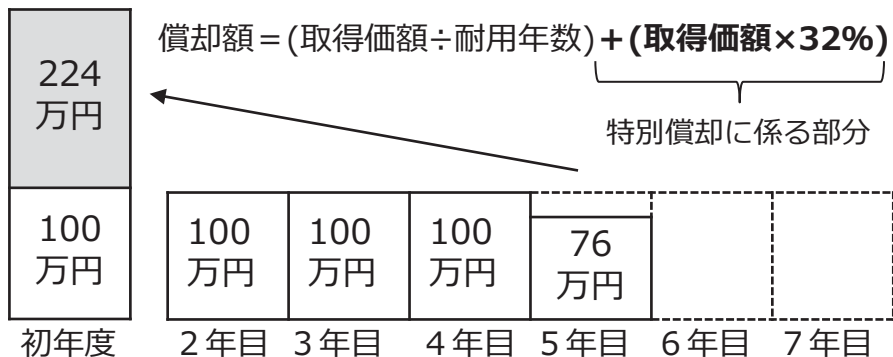 償却額＝(取得価額÷耐用年数)＋(取得価額×32%)
特別償却に係る部分
224
万円
100
万円
100
万円
100
万円
100
万円
76
万円
初年度
２年目
３年目
４年目
５年目
６年目
７年目